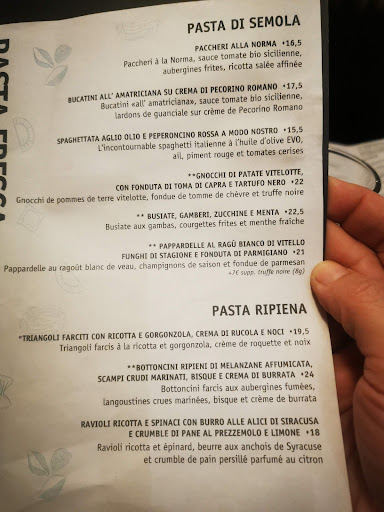 PASTA FRESCA
PASTA DI SEMOLA
PACCHERI ALLA NORMA •16,5
Paccheri à la Norma, sauce tomate bio sicilienne,
aubergines frites, ricotta salée affinée
BUCATINI ALL' AMATRICIANA SU CREMA DI PECORINO ROMANO •17,5
Bucatini «all' amatriciana», sauce tomate bio sicilienne,
lardons de guanciale sur crème de Pecorino Romano
SPAGHETTATA AGLIO OLIO E PEPERONCINO ROSSA A MODO NOSTRO •15,5
L'incontournable spaghetti italienne à l'huile d'olive EVO,
ail, piment rouge et tomates cerises
**GNOCCHI DE PATATE VITELOTTE,
CON FONDUTA DI TOMA DI CAPRA E TARTUFO NERO •22
Gnocchi de pommes de terre vitelotte, fondue de tomme de chèvre et truffe noire
** BUSIATE, GAMBERI, ZUCCHINE E MENTA •22,5
Busiate aux gambas, courgettes frites et menthe fraîche
** PAPPARDELLE AL RAGÙ BIANCO DI VITELLO
FUNGHI DI STAGIONE E FONDUTA DI PARMIGIANO •21
Pappardelle au ragoût blanc de veau, champignons de saison et fondue de parmesan
+7€ supp. truffe noire (8g)
PASTA RIPIENA
*TRIANGOLI FARCITI CON RICOTTA E GORGONZOLA, CREMA DI RUCOLA E NOCI •19,5
Triangoli farcis à la ricotta et gorgonzola, crème de roquette et noix
**BOTTONCINI RIPIENI DI MELANZANE AFFUMICATA,
SCAMPI CRUDI MARINATI, BISQUE E CREMA DI BURRATA •24
Bottoncini farcis aux aubergines fumées,
langoustines crues marinées, bisque et crème de burrata
RAVIOLI RICOTTA E SPINACI CON BURRO ALLE ALICI DI SIRACUSA
E CRUMBLE DI PANE AL PREZZEMOLO E LIMONE •18
Ravioli ricotta et épinard, beurre aux anchois de Syracuse
et crumble de pain persillé parfumé au citron